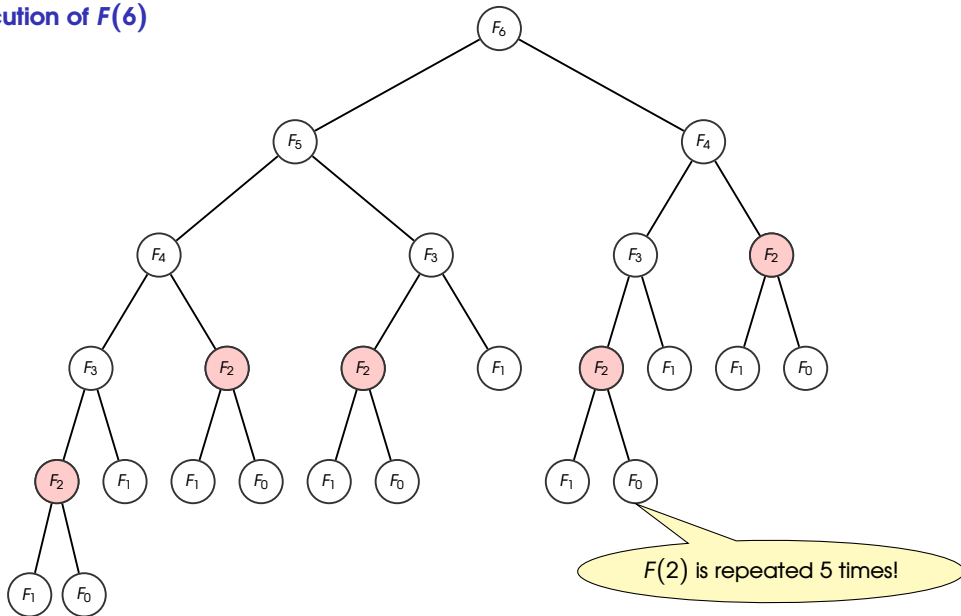 cution of F(6)
F6
F5 F4
F4 F3 F3 F2
F3 F2 F2 F1 F2 F1 F1 F0
F2 F1 F1 F0 F1 F0 F1 F0
F(2) is repeated 5 times!
F1 F0